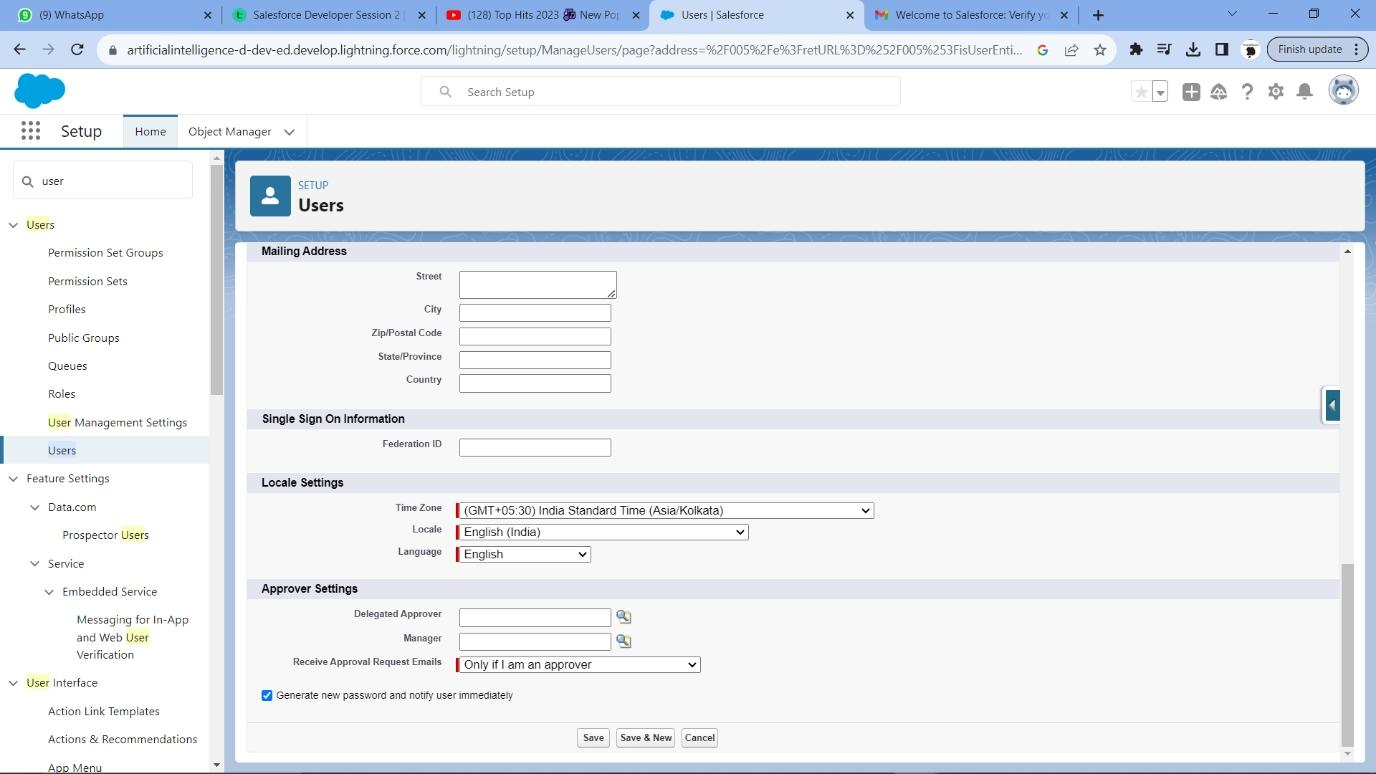 (9) WhatsApp
Salesforce Developer Session 2 |
(128) Top Hits 2023 🎧 New Pop
Users | Salesforce
Welcome to Salesforce: Verify yo
artificialintelligence-d-dev-ed.develop.lightning.force.com/lightning/setup/ManageUsers/page?address=%2F005%2Fe%3FretURL%3D%252F005%253FisUserEnti...
Finish update
Search Setup
Setup
Home
Object Manager
user
SETUP
Users
Users
Permission Set Groups
Permission Sets
Profiles
Public Groups
Queues
Roles
User Management Settings
Users
Feature Settings
Data.com
Prospector Users
Service
Embedded Service
Messaging for In-App
and Web User
Verification
User Interface
Action Link Templates
Actions & Recommendations
App Menu
Mailing Address
Street
City
Zip/Postal Code
State/Province
Country
Single Sign On Information
Federation ID
Locale Settings
Time Zone (GMT+05:30) India Standard Time (Asia/Kolkata)
Locale English (India)
Language English
Approver Settings
Delegated Approver
Manager
Receive Approval Request Emails Only if I am an approver
Generate new password and notify user immediately
Save Save & New Cancel